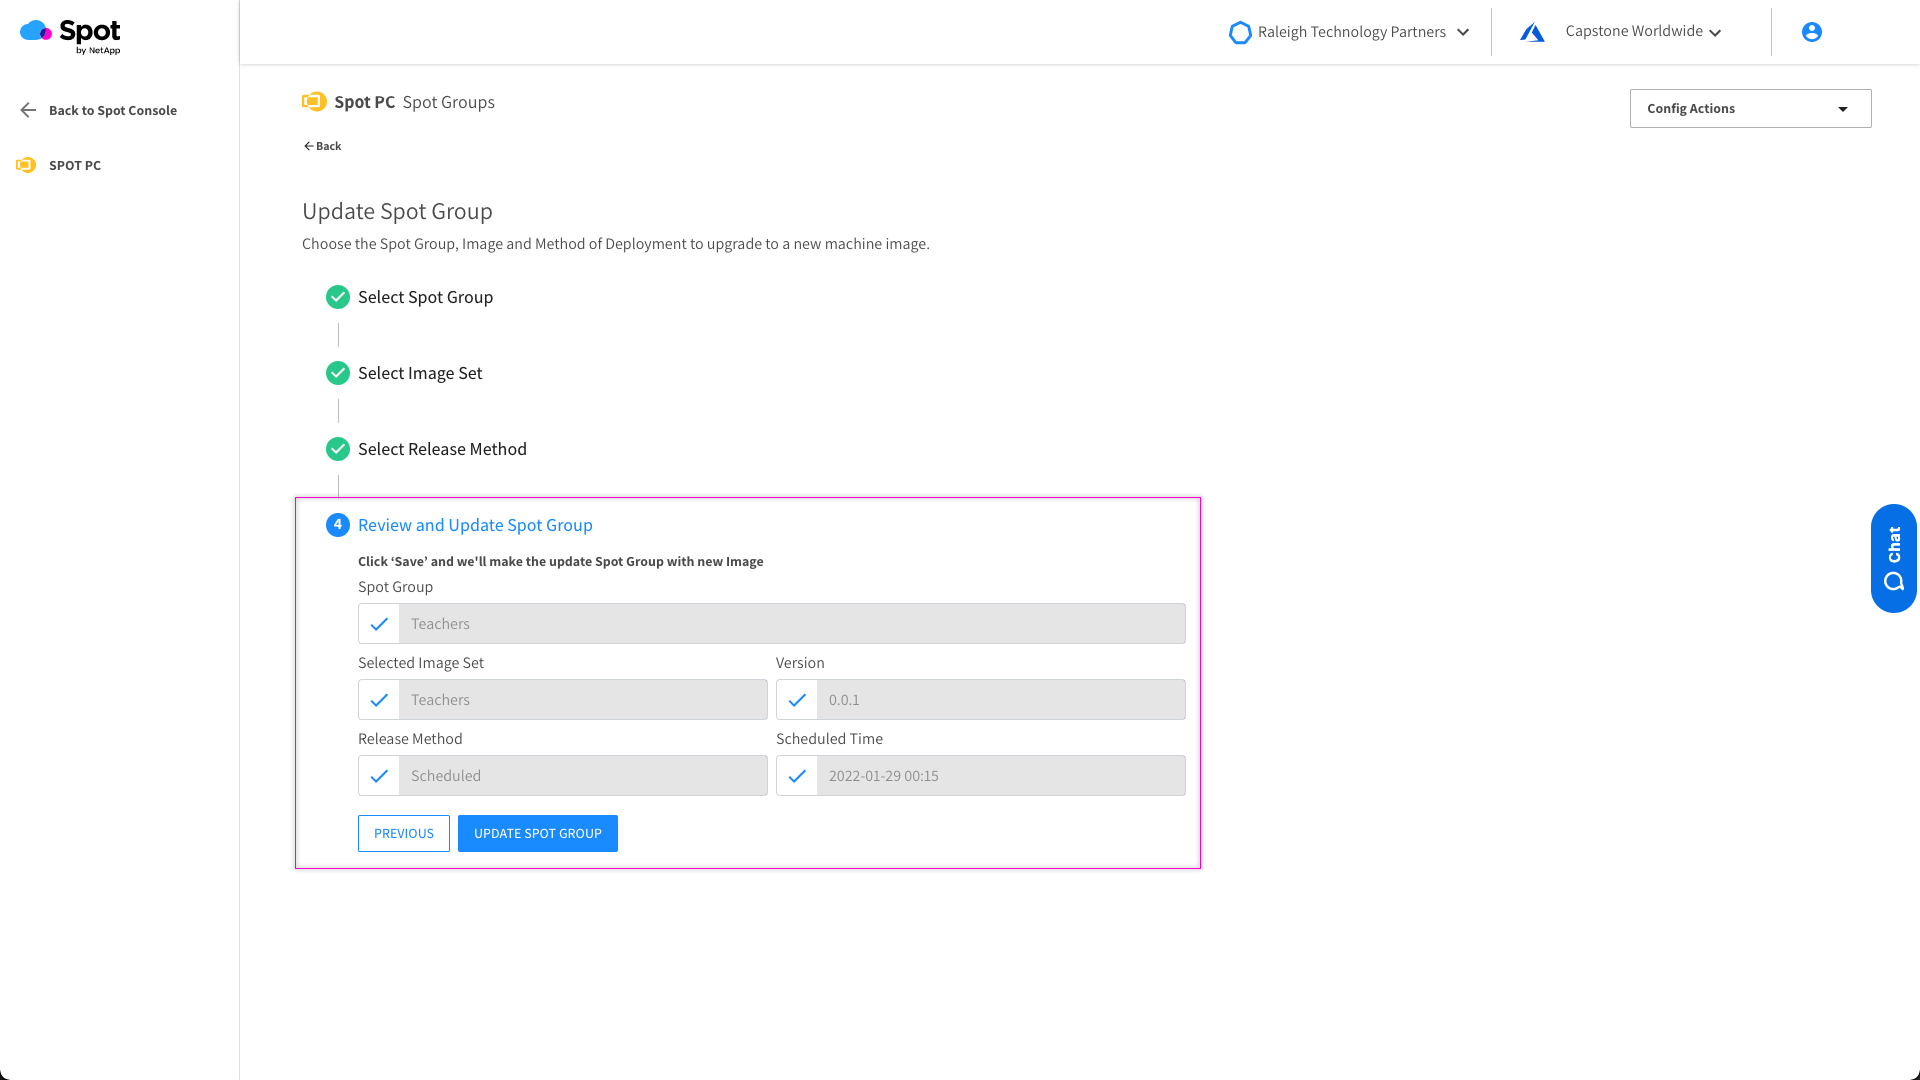 Spot
by NetApp
Raleigh Technology Partners
Capstone Worldwide
Back to Spot Console
SPOT PC
Spot PC Spot Groups
Config Actions
Back
Update Spot Group
Choose the Spot Group, Image and Method of Deployment to upgrade to a new machine image.
Select Spot Group
Select Image Set
Select Release Method
4 Review and Update Spot Group
Click ‘Save’ and we'll make the update Spot Group with new Image
Spot Group
Teachers
Selected Image Set Version
Teachers 0.0.1
Release Method Scheduled Time
Scheduled 2022-01-29 00:15
PREVIOUS UPDATE SPOT GROUP
Chat